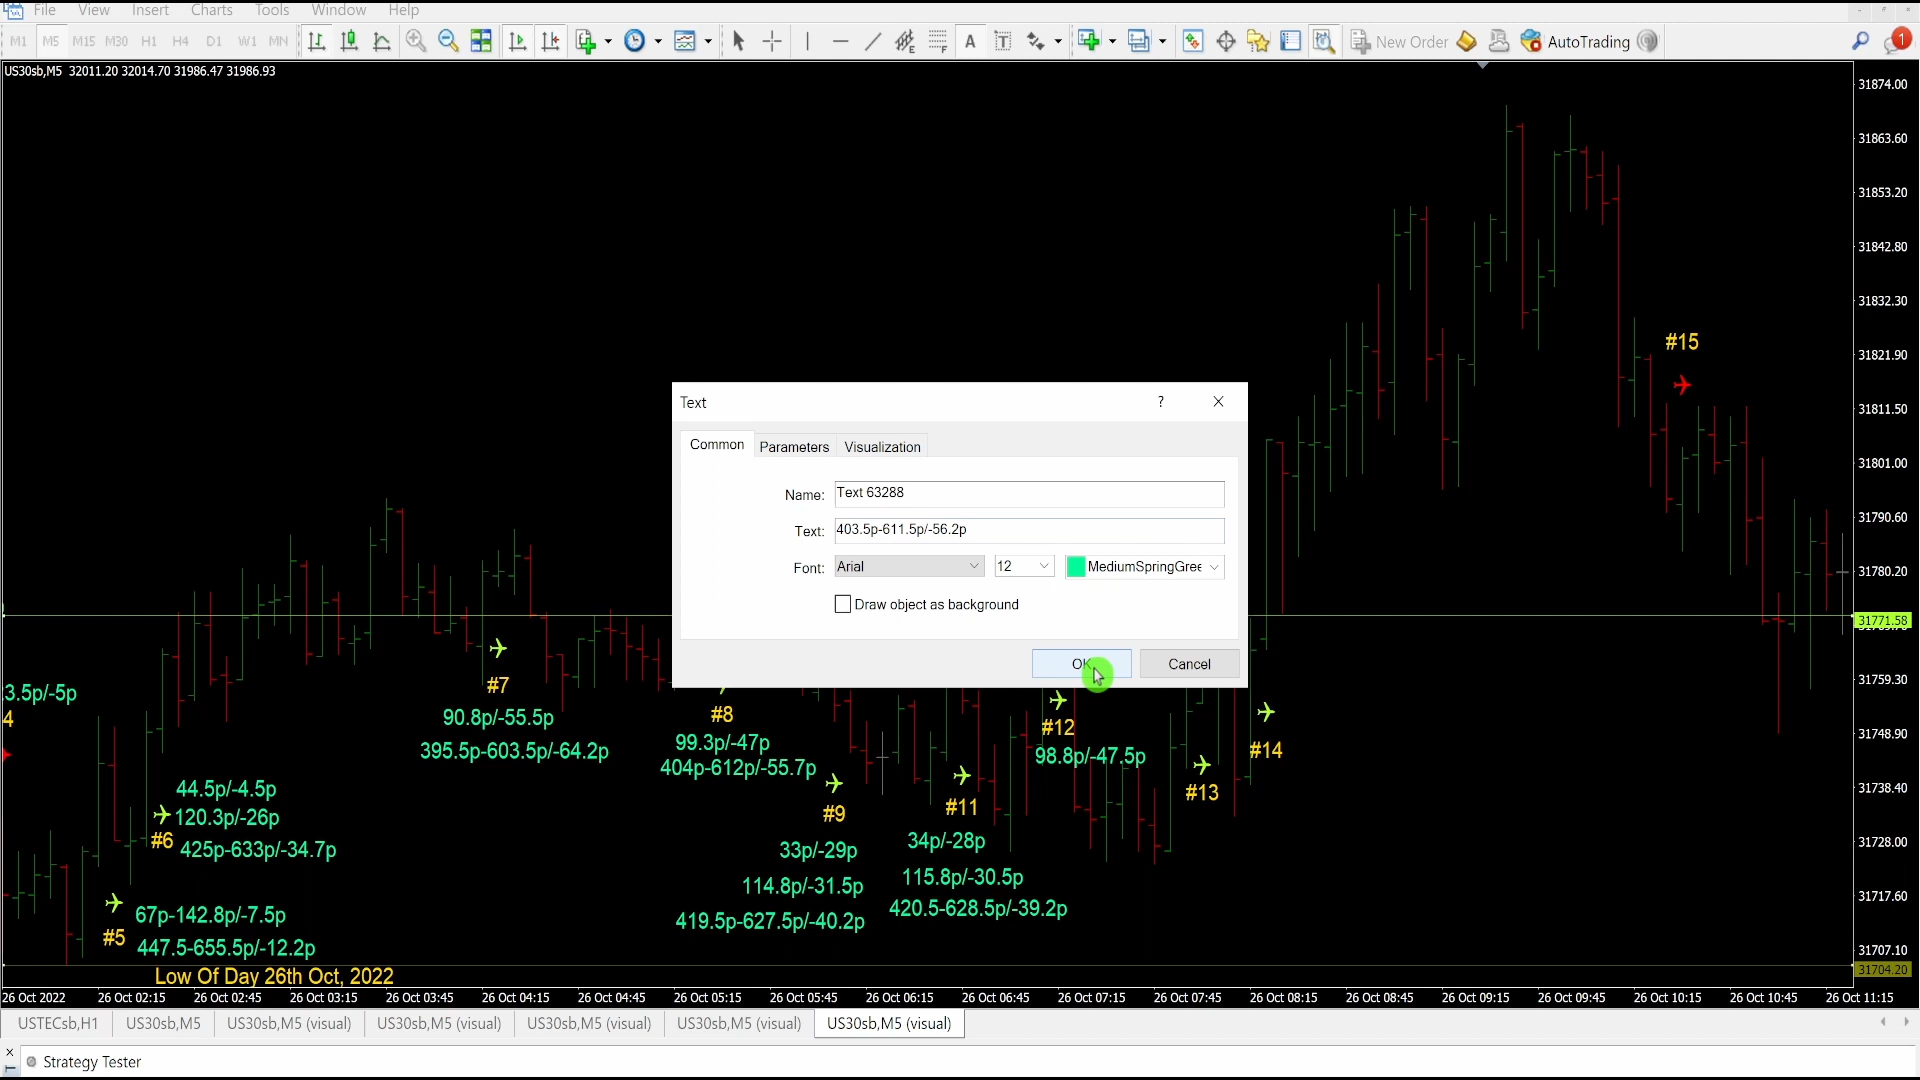 File View Insert Charts Tools Window Help
M1 M5 M15 M30 H1 H4 D1 W1 MN A T New Order AutoTrading 1
US30sb,M5 32011.20 32014.70 31986.47 31986.93
31874.00
31863.60
31853.20
31842.80
31832.30
31821.90
31811.50
31801.00
31790.60
31780.20
31771.58
31759.30
31748.90
31738.40
31728.00
31717.60
31707.10
31704.20
#15
Text ?
Common Parameters Visualization
Name: Text 63288
Text: 403.5p-611.5p/-56.2p
Font: Arial 12 MediumSpringGree
Draw object as background
OK Cancel
3.5p/-5p
4
#7
90.8p/-55.5p
395.5p-603.5p/-64.2p
#8
99.3p/-47p
404p-612p/-55.7p
#12
98.8p/-47.5p
#14
#13
44.5p/-4.5p
120.3p/-26p
#6
425p-633p/-34.7p
#9
33p/-29p
114.8p/-31.5p
419.5p-627.5p/-40.2p
#11
34p/-28p
115.8p/-30.5p
420.5-628.5p/-39.2p
67p-142.8p/-7.5p
#5
447.5-655.5p/-12.2p
Low Of Day 26th Oct, 2022
26 Oct 2022 26 Oct 02:15 26 Oct 02:45 26 Oct 03:15 26 Oct 03:45 26 Oct 04:15 26 Oct 04:45 26 Oct 05:15 26 Oct 05:45 26 Oct 06:15 26 Oct 06:45 26 Oct 07:15 26 Oct 07:45 26 Oct 08:15 26 Oct 08:45 26 Oct 09:15 26 Oct 09:45 26 Oct 10:15 26 Oct 10:45 26 Oct 11:15
USTECsb,H1 US30sb,M5 US30sb,M5 (visual) US30sb,M5 (visual) US30sb,M5 (visual) US30sb,M5 (visual) US30sb,M5 (visual)
Strategy Tester